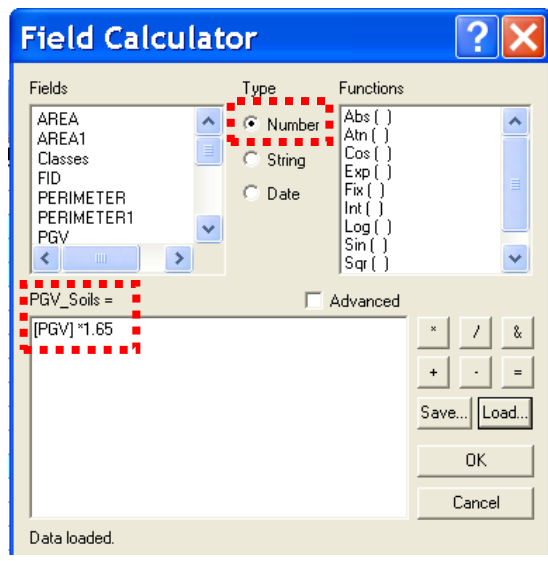 Field Calculator ?
Fields
AREA
AREA1
Classes
FID
PERIMETER
PERIMETER1
PGV
Type
Number
String
Date
Functions
Abs ( )
Atn ( )
Cos ( )
Exp ( )
Fix ( )
Int ( )
Log ( )
Sin ( )
Sqr ( )
PGV_Soils =
Advanced
[PGV] *1.65
* / &
+ - =
Save... Load...
OK
Cancel
Data loaded.